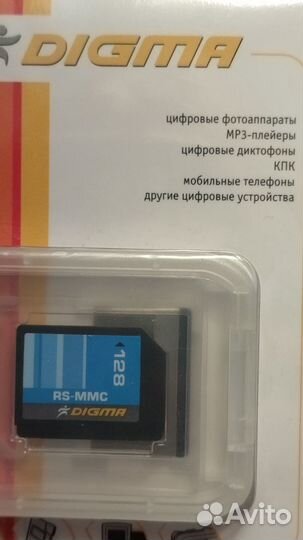 DIGMA
цифровые фотоаппараты
MP3-плейеры
цифровые диктофоны
КПК
мобильные телефоны
другие цифровые устройства
128
RS-MMC
DIGMA
Avito